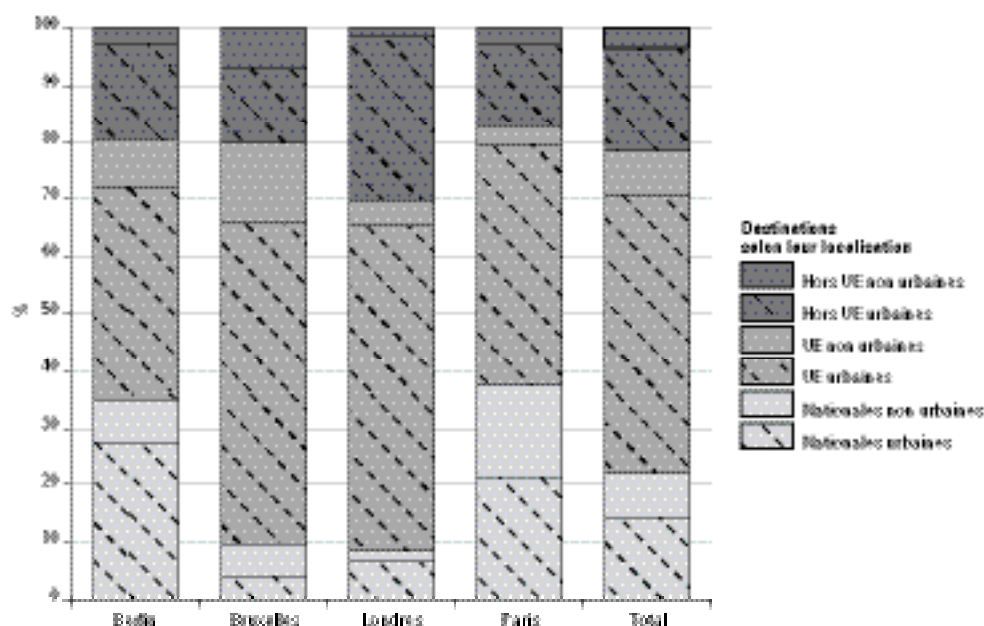 100
90
80
70
60
50
40
30
20
10
0
%
Berlin
Bruxelles
Londres
Paris
Total
Destinations
selon leur localisation
Hors UE non urbaines
Hors UE urbaines
UE non urbaines
UE urbaines
Nationales non urbaines
Nationales urbaines